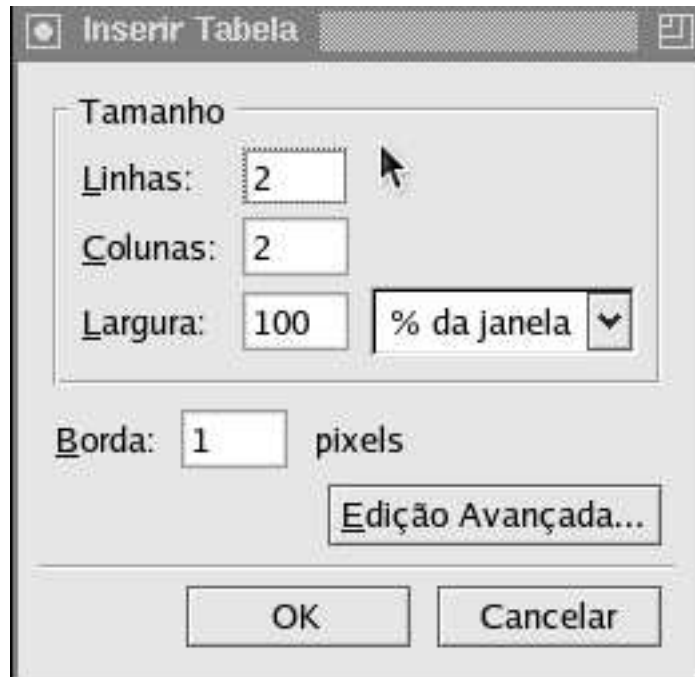 Inserir Tabela
Tamanho
Linhas: 2
Colunas: 2
Largura: 100 % da janela
Borda: 1 pixels
Edição Avançada...
OK Cancelar